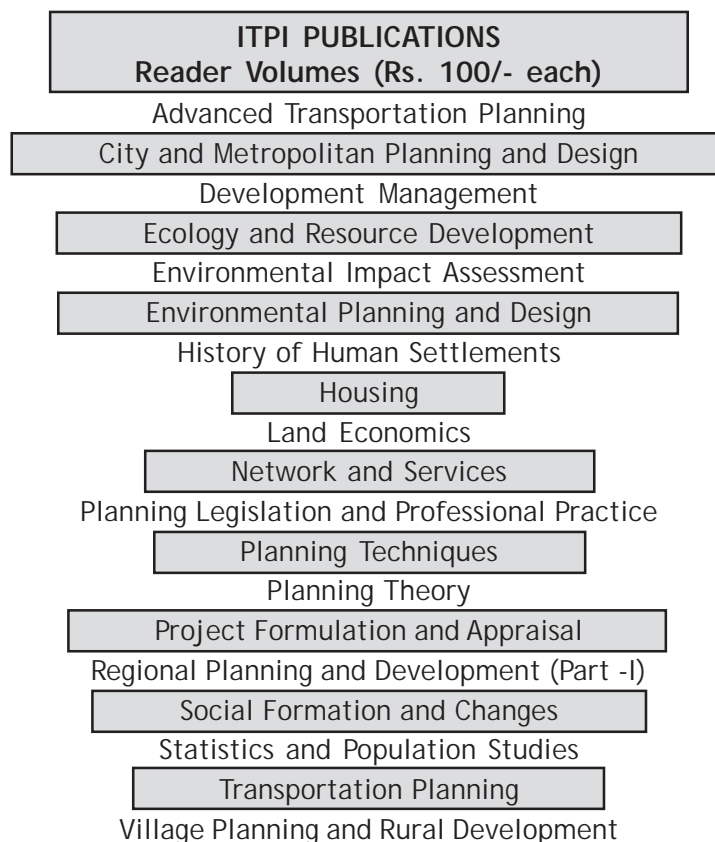 ITPI PUBLICATIONS
Reader Volumes (Rs. 100/- each)
Advanced Transportation Planning
City and Metropolitan Planning and Design
Development Management
Ecology and Resource Development
Environmental Impact Assessment
Environmental Planning and Design
History of Human Settlements
Housing
Land Economics
Network and Services
Planning Legislation and Professional Practice
Planning Techniques
Planning Theory
Project Formulation and Appraisal
Regional Planning and Development (Part -I)
Social Formation and Changes
Statistics and Population Studies
Transportation Planning
Village Planning and Rural Development